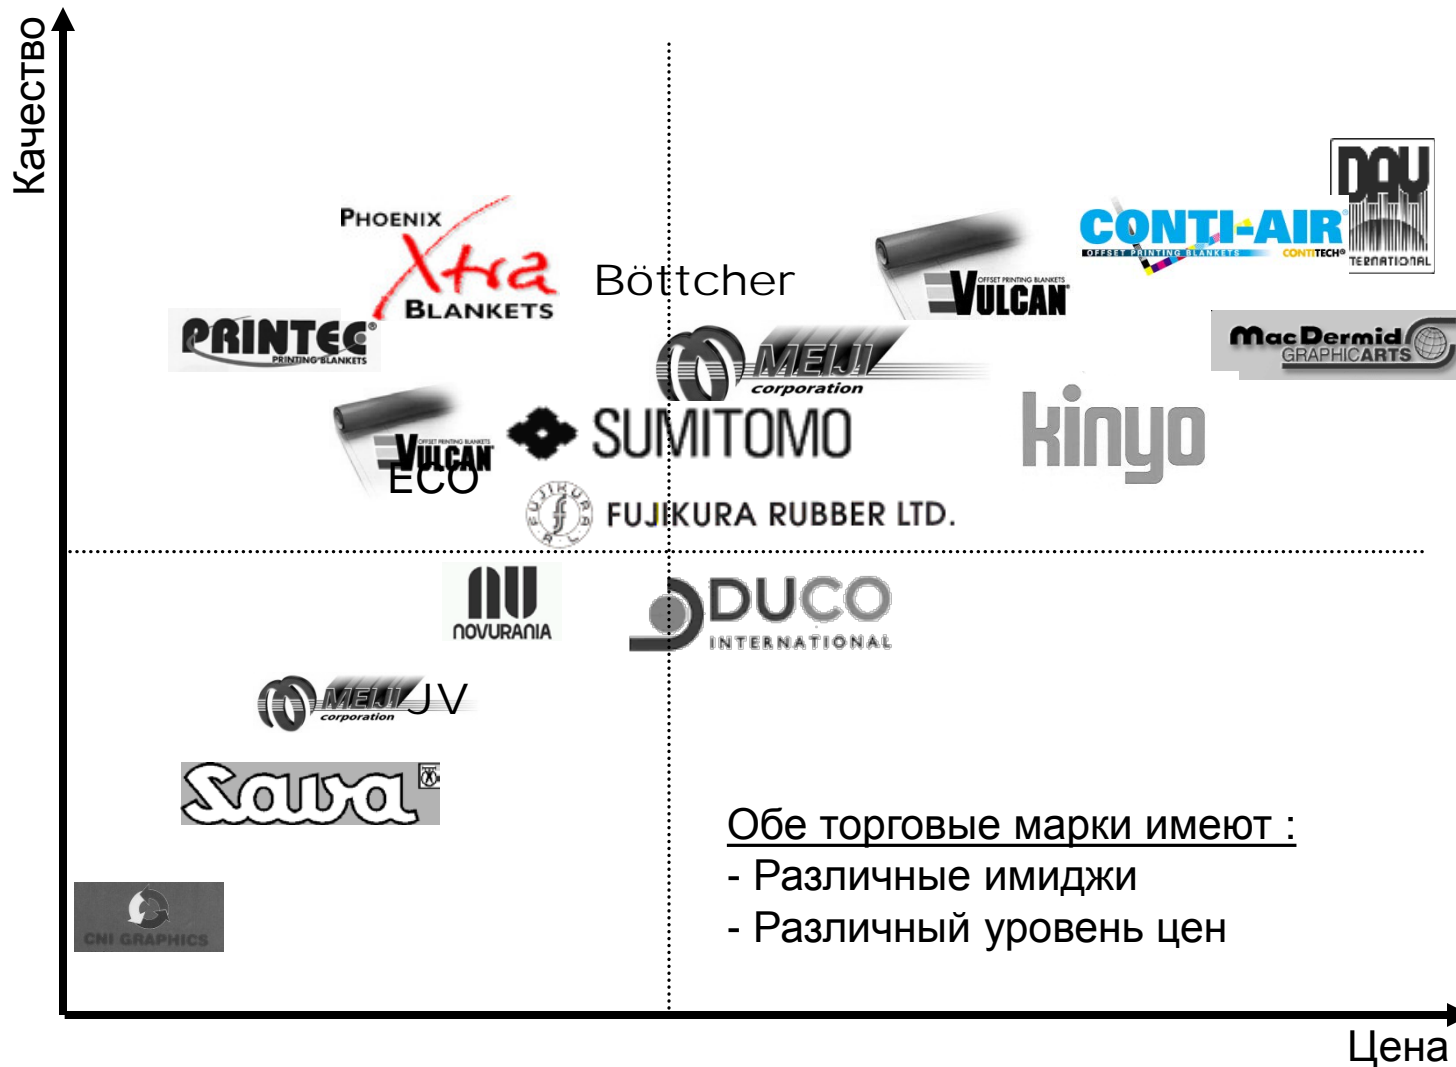 Качество
DAY
TERNATIONAL
PHOENIX
Xtra
BLANKETS
CONTI-AIR®
OFFSET PRINTING BLANKETS
CONTITECH®
Böttcher
OFFSET PRINTING BLANKETS
VULCAN®
PRINTEC®
PRINTING BLANKETS
MacDermid
GRAPHICARTS
MEIJI
corporation
kinyo
SUMITOMO
OFFSET PRINTING BLANKETS
VULCAN®
ECO
FUJIKURA R. L.
FUJIKURA RUBBER LTD.
NOVURANIA
DUCO
INTERNATIONAL
MEIJI JV
corporation
Sava
Обе торговые марки имеют :
- Различные имиджи
- Различный уровень цен
CNI GRAPHICS
Цена